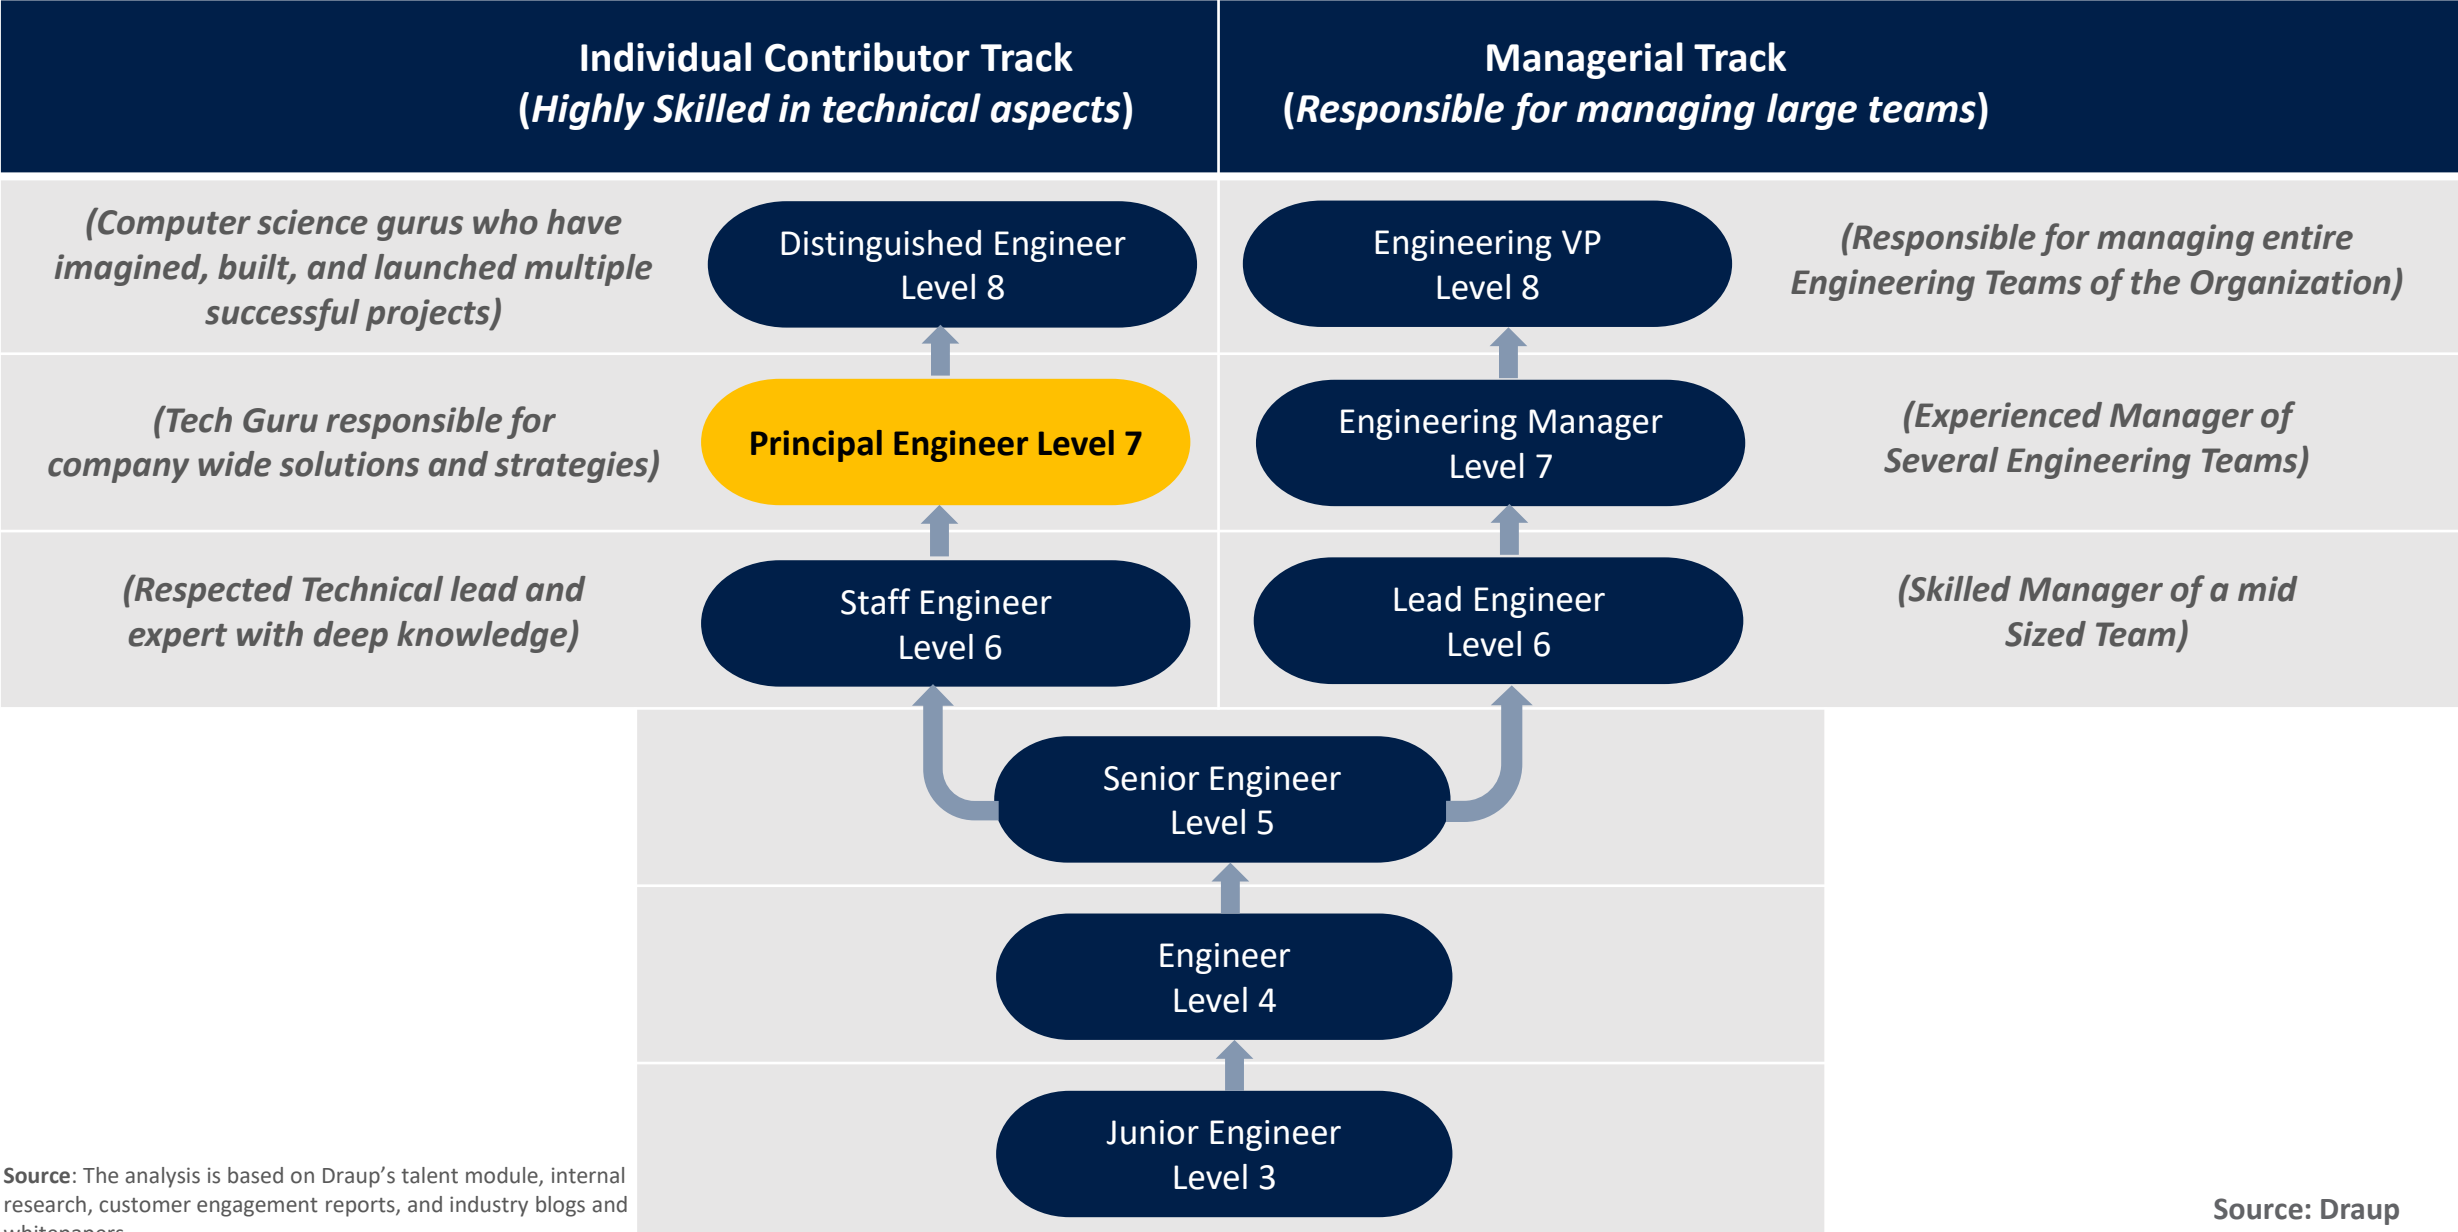 Individual Contributor Track
(Highly Skilled in technical aspects)
Managerial Track
(Responsible for managing large teams)
(Computer science gurus who have
imagined, built, and launched multiple
successful projects)
Distinguished Engineer
Level 8
Engineering VP
Level 8
(Responsible for managing entire
Engineering Teams of the Organization)
(Tech Guru responsible for
company wide solutions and strategies)
Principal Engineer Level 7
Engineering Manager
Level 7
(Experienced Manager of
Several Engineering Teams)
(Respected Technical lead and
expert with deep knowledge)
Staff Engineer
Level 6
Lead Engineer
Level 6
(Skilled Manager of a mid
Sized Team)
Senior Engineer
Level 5
Engineer
Level 4
Junior Engineer
Level 3
Source: The analysis is based on Draup’s talent module, internal
research, customer engagement reports, and industry blogs and
Source: Draup